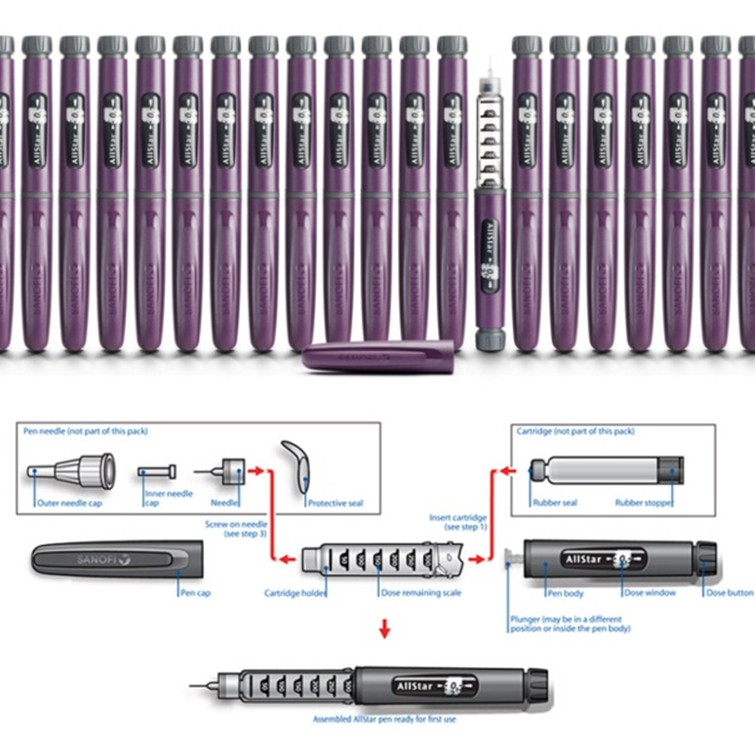 AllStar
SANOFI
Pen needle (not part of this pack)
Outer needle cap
Inner needle
cap
Needle
Protective seal
Cartridge (not part of this pack)
Rubber seal
Rubber stopper
Screw on needle
(see step 3)
Insert cartridge
(see step 1)
SANOFI
Pen cap
Cartridge holder
Dose remaining scale
AllStar
Pen body
Dose window
Dose button
Plunger (may be in a different
position or inside the pen body)
AllStar
Assembled AllStar pen ready for first use